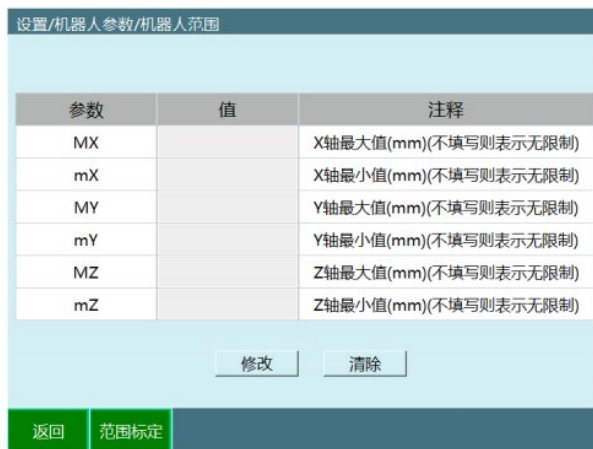 设置/机器人参数/机器人范围
参数 值 注释
MX X轴最大值(mm)(不填写则表示无限制)
mX X轴最小值(mm)(不填写则表示无限制)
MY Y轴最大值(mm)(不填写则表示无限制)
mY Y轴最小值(mm)(不填写则表示无限制)
MZ Z轴最大值(mm)(不填写则表示无限制)
mZ Z轴最小值(mm)(不填写则表示无限制)
修改 清除
返回 范围标定